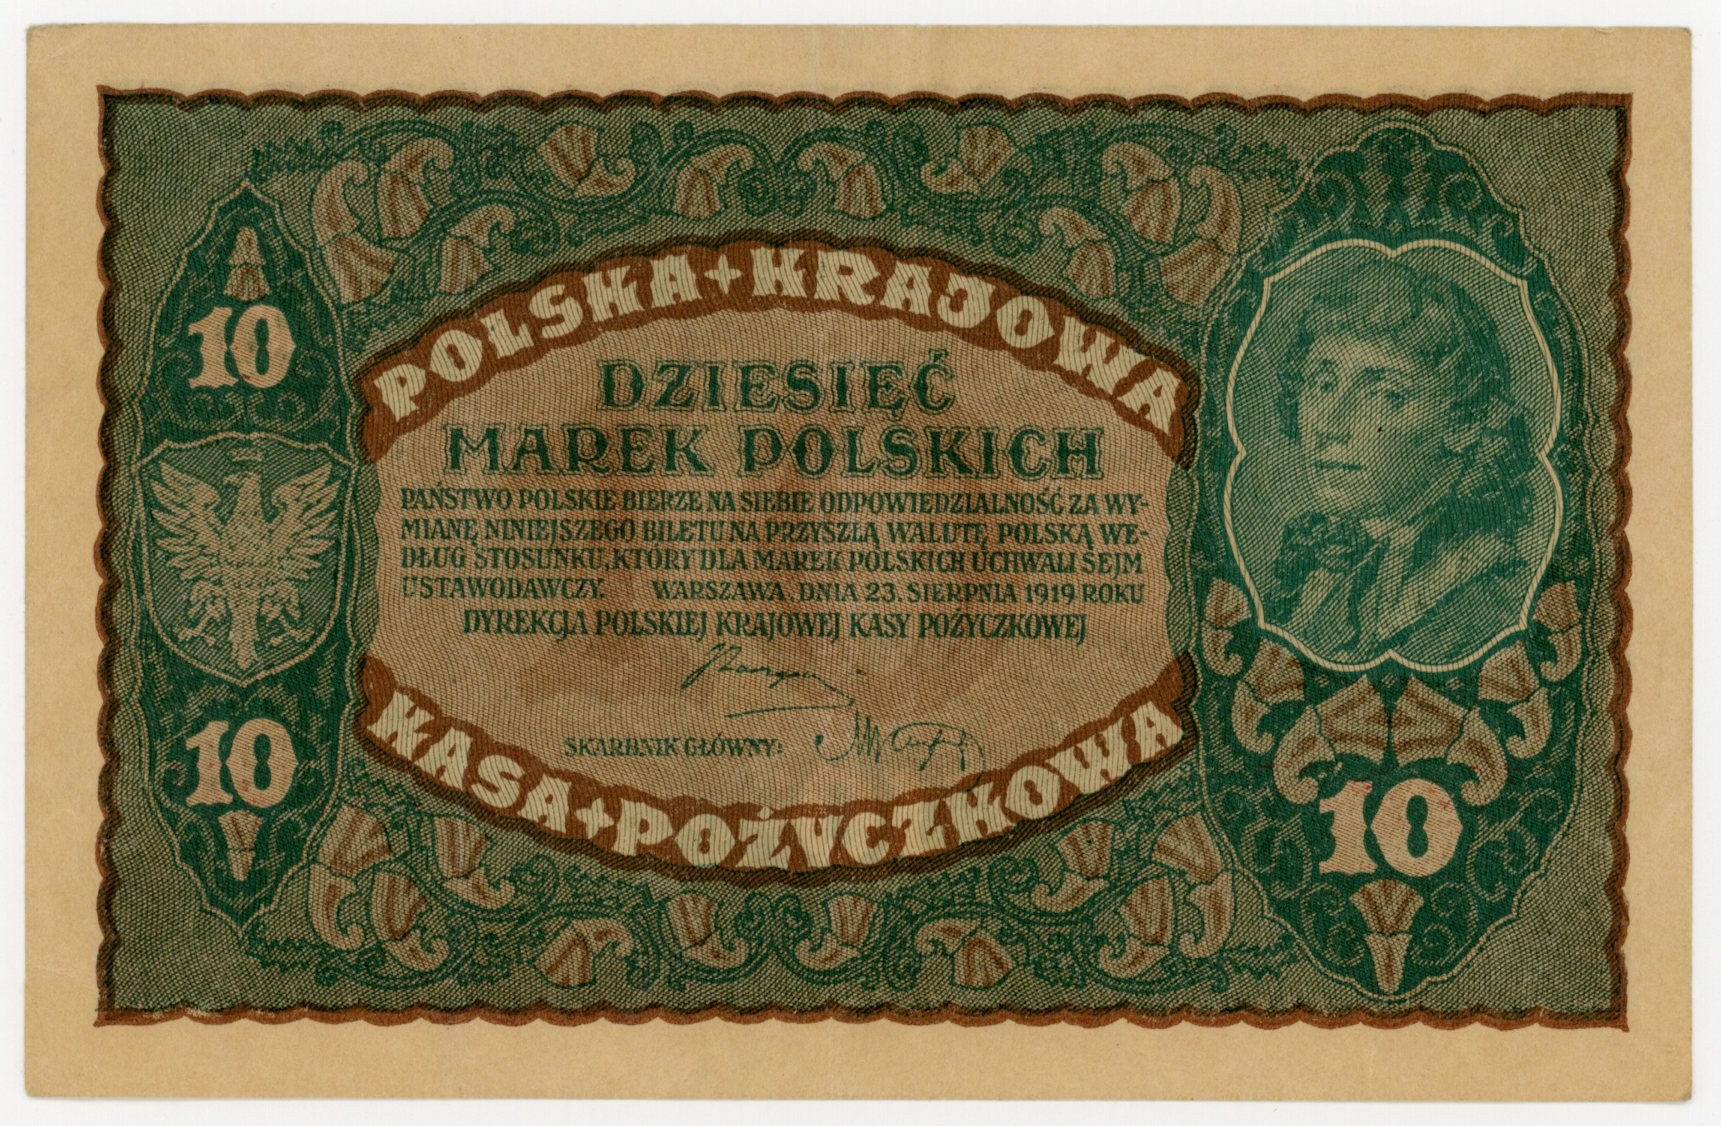 POLSKA + KRAJOWA
10
DZIESIĘĆ
MAREK POLSKICH
PAŃSTWO POLSKIE BIERZE NA SIEBIE ODPOWIEDZIALNOŚĆ ZA WY-
MIANĘ NINIEJSZEGO BILETU NA PRZYSZŁĄ WALUTĘ POLSKĄ WE-
DŁUG STOSUNKU, KTÓRY DLA MAREK POLSKICH UCHWALI SEJM
USTAWODAWCZY. WARSZAWA, DNIA 23. SIERPNIA 1919 ROKU
DYREKCJA POLSKIEJ KRAJOWEJ KASY POŻYCZKOWEJ
SKARBNIK GŁÓWNY:
10
KASA + POŻYCZKOWA
10